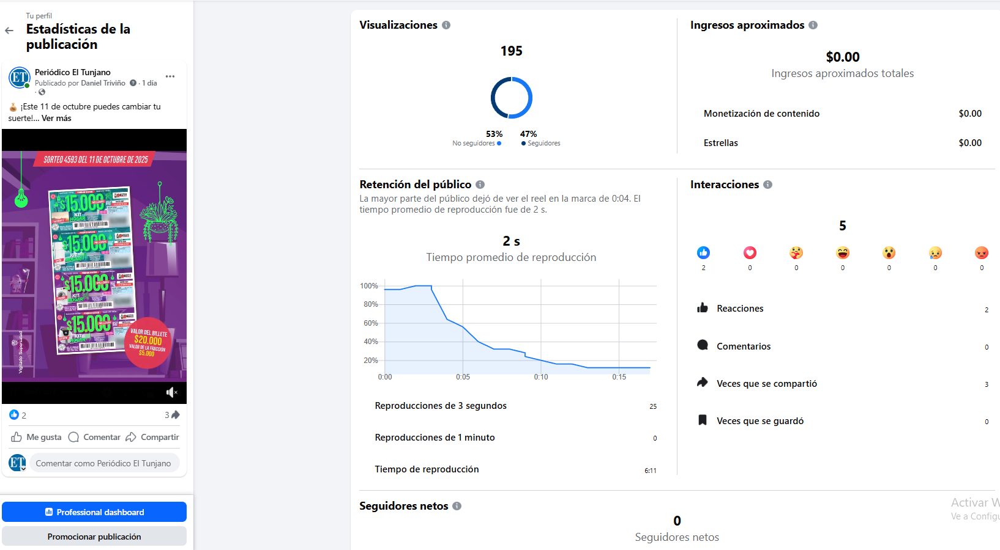 Tu perfil
Estadísticas de la
publicación
Periódico El Tunjano
Publicado por Daniel Triviño · 1 día
¡Este 11 de octubre puedes cambiar tu
suerte!... Ver más
SORTEO 4593 DEL 11 DE OCTUBRE DE 2025
$15.000
MILLONES
KIT
HOGAR
$15.000
MILLONES
KIT
HOGAR
$15.000
MILLONES
KIT
HOGAR
$15.000
MILLONES
KIT
HOGAR
VALOR DEL BILLETE
$20.000
VALOR DE LA FRACCIÓN
$5.000
Vigilado Supersalud
2
3
Me gusta
Comentar
Compartir
ET
Comentar como Periódico El Tunjano
Professional dashboard
Promocionar publicación
Visualizaciones
195
53%
No seguidores
47%
Seguidores
Ingresos aproximados
$0.00
Ingresos aproximados totales
Monetización de contenido $0.00
Estrellas $0.00
Retención del público
La mayor parte del público dejó de ver el reel en la marca de 0:04. El
tiempo promedio de reproducción fue de 2 s.
2 s
Tiempo promedio de reproducción
100%
80%
60%
40%
20%
0:00 0:05 0:10 0:15
Reproducciones de 3 segundos 25
Reproducciones de 1 minuto 0
Tiempo de reproducción 6:11
Interacciones
5
2 0 0 0 0 0 0
Reacciones 2
Comentarios 0
Veces que se compartió 3
Veces que se guardó 0
Seguidores netos
0
Seguidores netos
Activar W
Ve a Configu